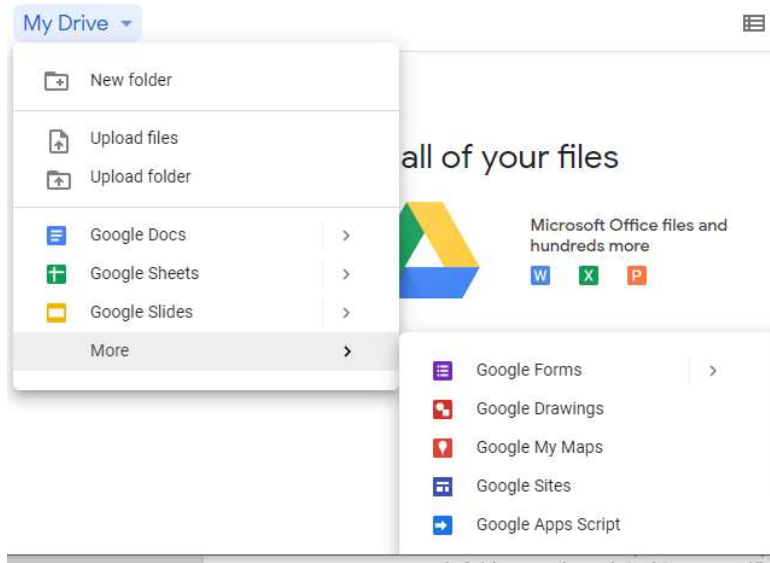 My Drive
New folder
Upload files
Upload folder
all of your files
Google Docs
Google Sheets
Google Slides
More
Microsoft Office files and
hundreds more
W X P
Google Forms
Google Drawings
Google My Maps
Google Sites
Google Apps Script